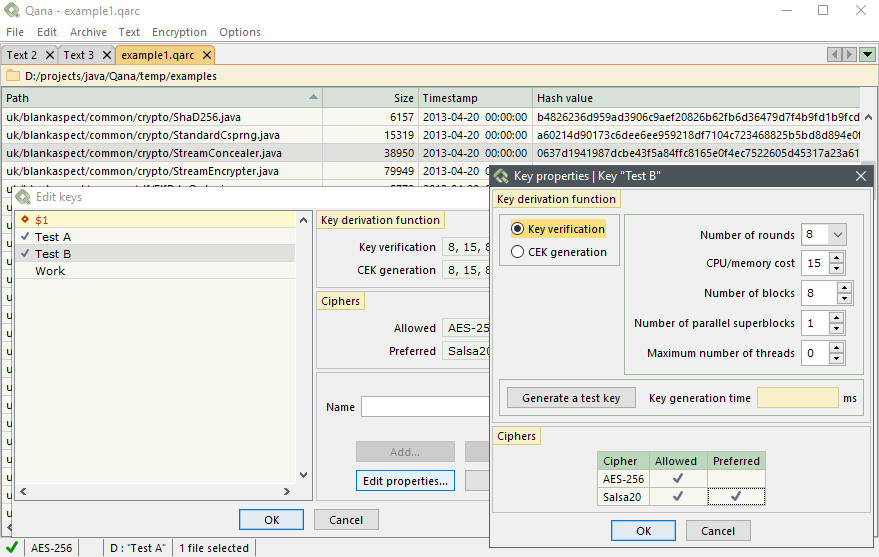 Qana - example1.qarc
File Edit Archive Text Encryption Options
Text 2 Text 3 example1.qarc
D:/projects/java/Qana/temp/examples
Path Size Timestamp Hash value
uk/blankaspect/common/crypto/ShaD256.java 6157 2013-04-20 00:00:00 b4826236d959ad3906c9aef20826b62fb6d36479d7f4b9fd1b9fcd
uk/blankaspect/common/crypto/StandardCsprng.java 15319 2013-04-20 00:00:00 a60214d90173c6dee6ee959218df7104c723468825b5bd8d894e0f
uk/blankaspect/common/crypto/StreamConcealer.java 38950 2013-04-20 00:00:00 0637d1941987dcbe43f5a84ffc8165e0f4ec7522605d45317a23a61
uk/blankaspect/common/crypto/StreamEncrypter.java 79949 2013-04-20 00:00:00
Edit keys
$1
Test A
Test B
Work
Key derivation function
Key verification 8, 15, 8
CEK generation 8, 15, 8
Ciphers
Allowed AES-25
Preferred Salsa20
Name
Add...
Edit properties...
OK Cancel
Key properties | Key "Test B"
Key derivation function
Key verification
CEK generation
Number of rounds 8
CPU/memory cost 15
Number of blocks 8
Number of parallel superblocks 1
Maximum number of threads 0
Generate a test key Key generation time ms
Ciphers
Cipher Allowed Preferred
AES-256
Salsa20
OK Cancel
AES-256 D : "Test A" 1 file selected